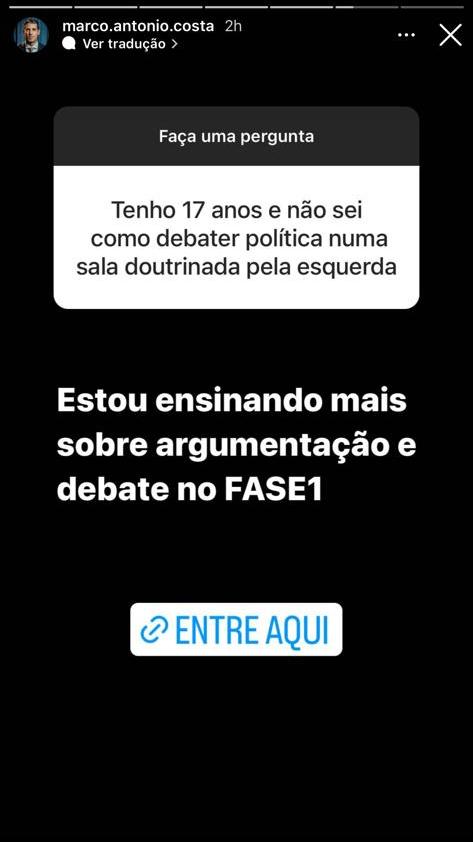 marco.antonio.costa 2h
Ver tradução
Faça uma pergunta
Tenho 17 anos e não sei
como debater política numa
sala doutrinada pela esquerda
Estou ensinando mais
sobre argumentação e
debate no FASE1
ENTRE AQUI